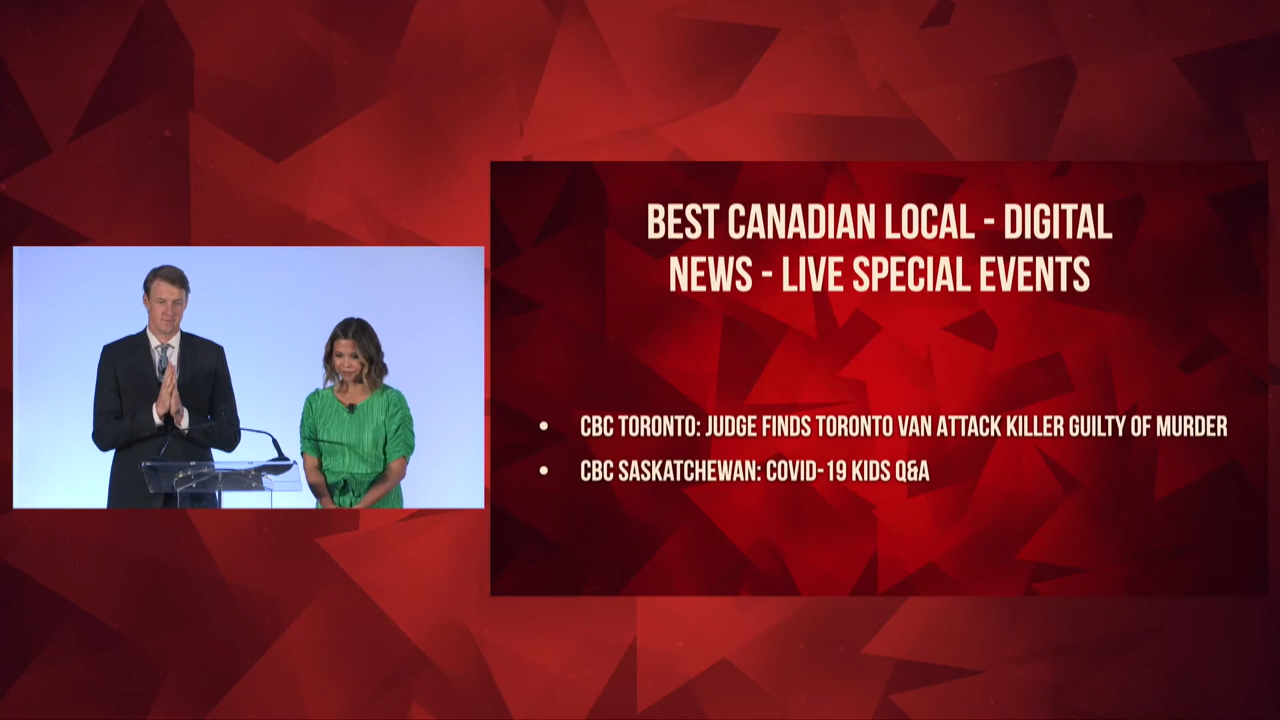 BEST CANADIAN LOCAL - DIGITAL
NEWS - LIVE SPECIAL EVENTS
• CBC TORONTO: JUDGE FINDS TORONTO VAN ATTACK KILLER GUILTY OF MURDER
• CBC SASKATCHEWAN: COVID-19 KIDS Q&A